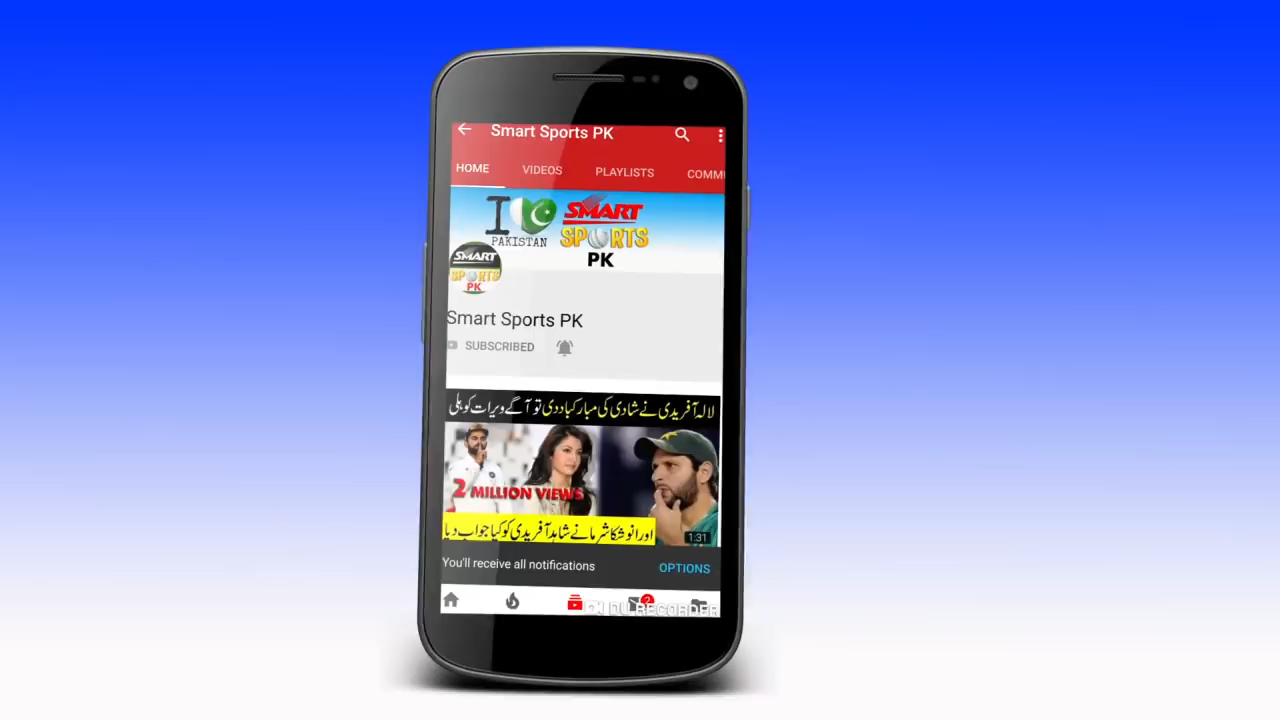 Smart Sports PK
HOME VIDEOS PLAYLISTS COMMU
I
PAKISTAN
SMART
SPORTS
PK
SMART
SPORTS
PK
Smart Sports PK
SUBSCRIBED
لالہ آفریدی نے شادی کی مبارکباد دی تو آگے ویرات کوہلی
2 MILLION VIEWS
اور انوشکا شرما نے شاہد آفریدی کو کیا جواب دیا
1:31
You'll receive all notifications OPTIONS
2
DU RECORDER